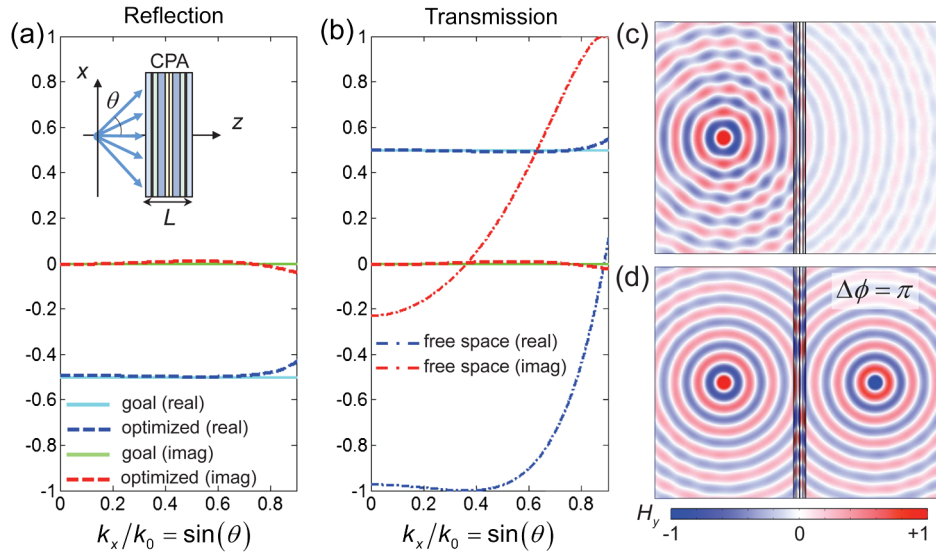 Reflection
Transmission
(a)
(b)
(c)
(d)
1
0.8
0.6
0.4
0.2
0
-0.2
-0.4
-0.6
-0.8
-1
0
0.2
0.4
0.6
0.8
k_x/k_0 = sin(θ)
x
θ
CPA
z
L
goal (real)
optimized (real)
goal (imag)
optimized (imag)
1
0.8
0.6
0.4
0.2
0
-0.2
-0.4
-0.6
-0.8
-1
0
0.2
0.4
0.6
0.8
k_x/k_0 = sin(θ)
free space (real)
free space (imag)
Δϕ = π
H_y
-1
0
+1